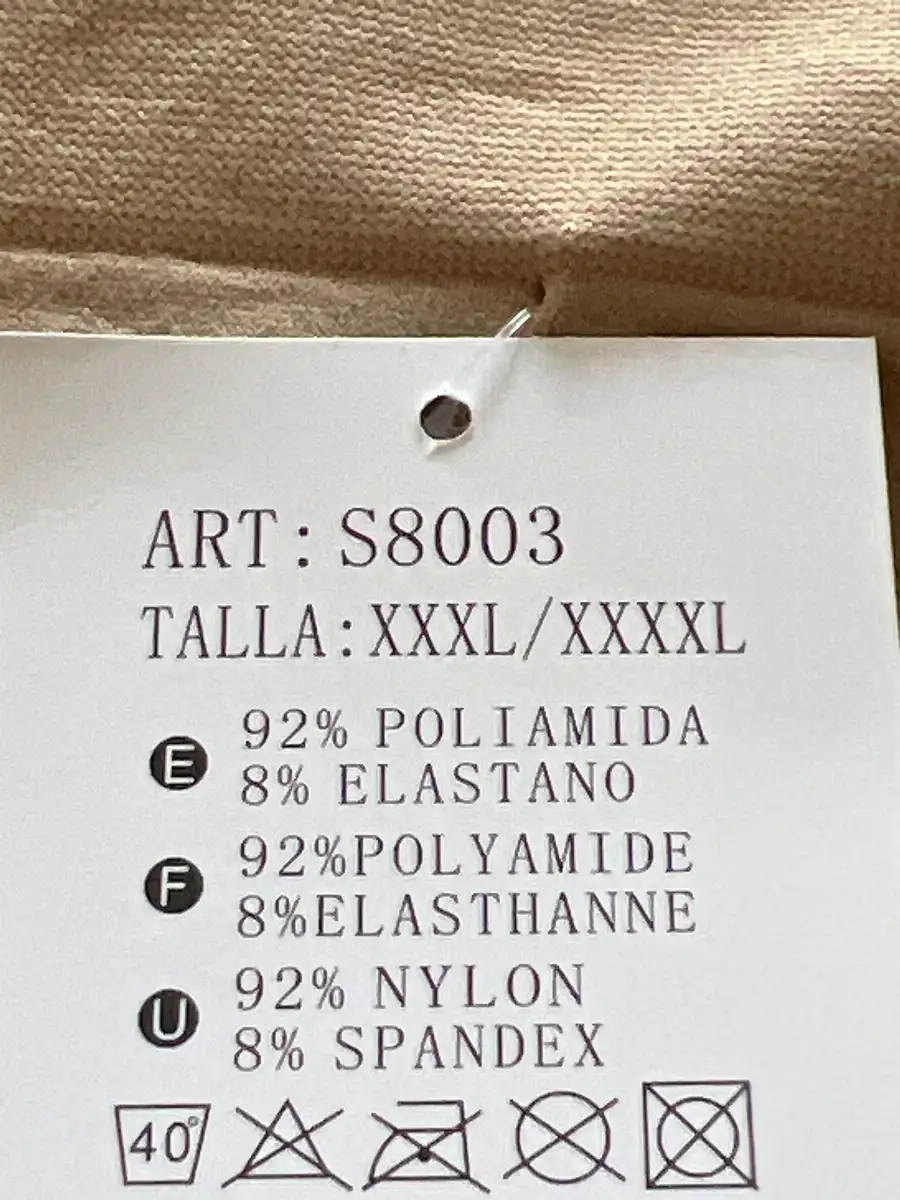 ART: S8003
TALLA:XXXL/XXXXL
E 92% POLIAMIDA
8% ELASTANO
F 92%POLYAMIDE
8%ELASTHANNE
U 92% NYLON
8% SPANDEX
40°